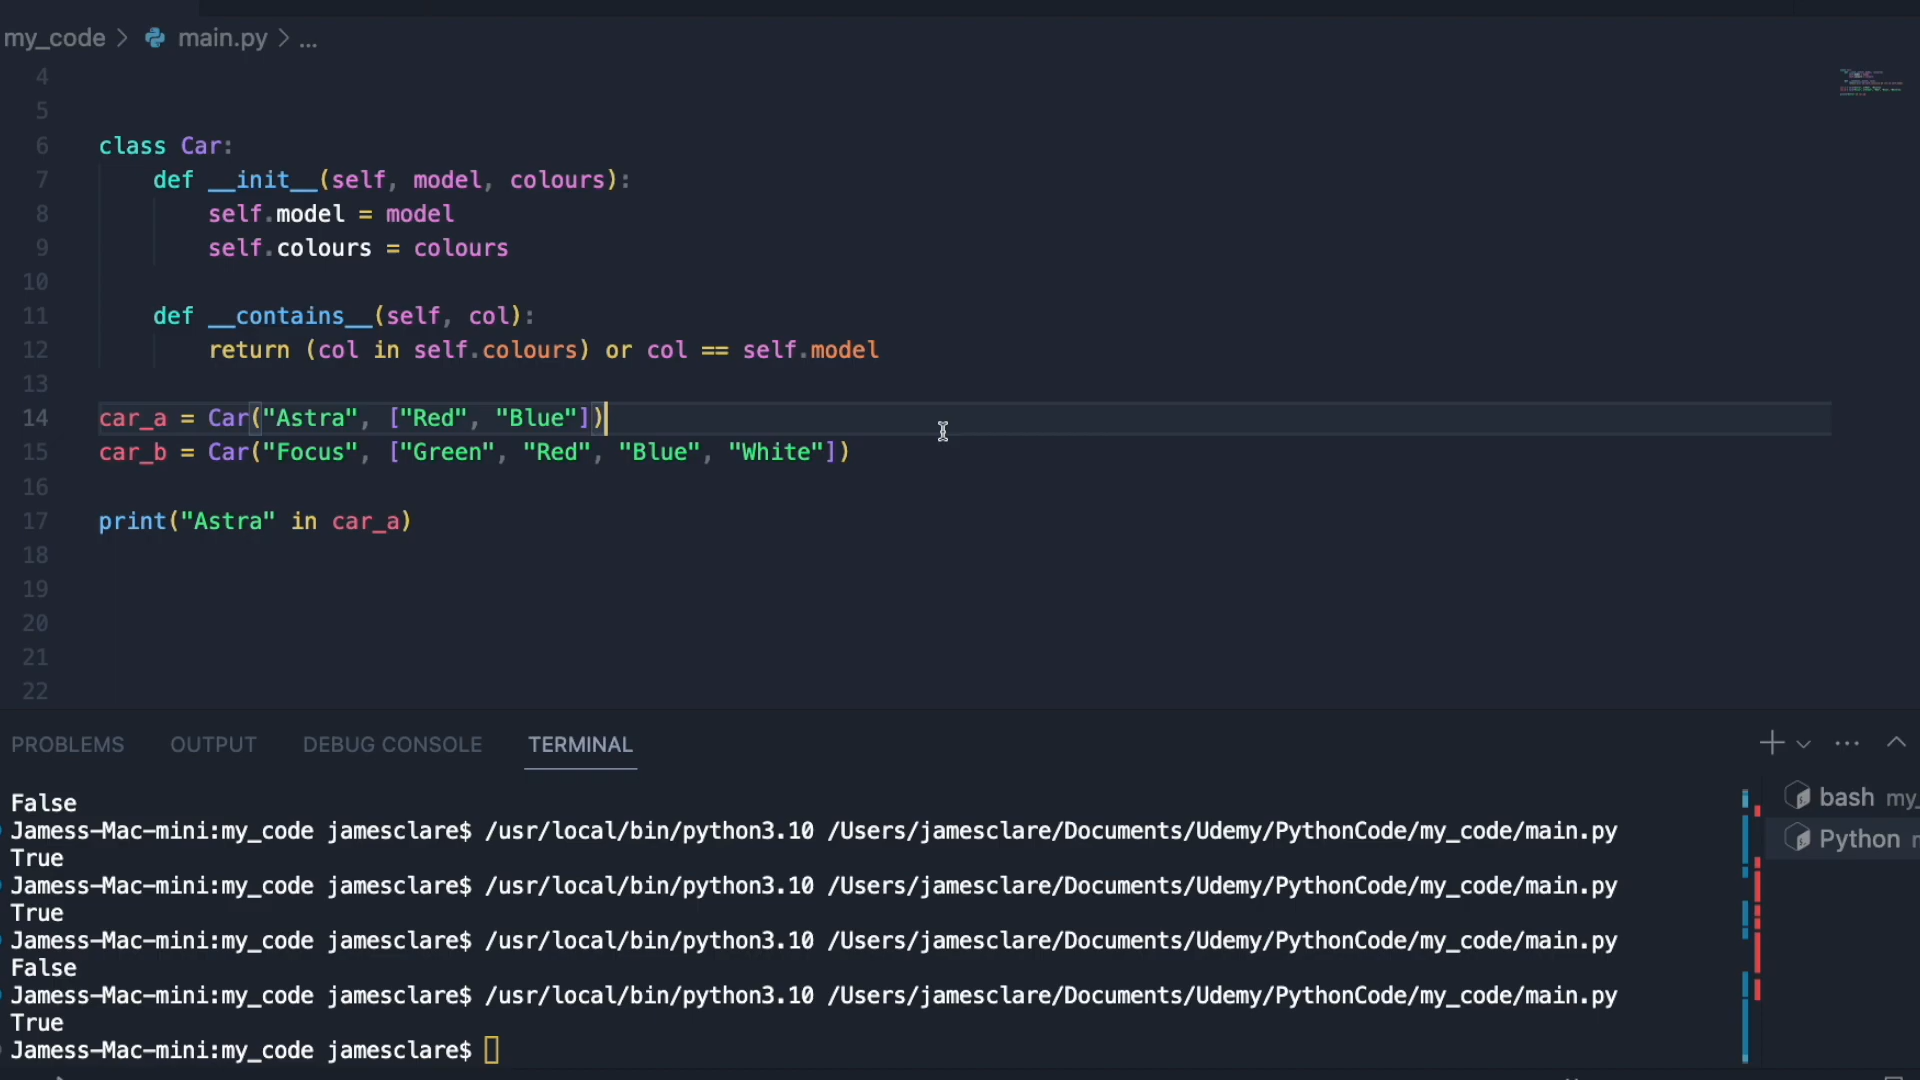 my_code > main.py > ...
4
5
6 class Car:
7 def __init__(self, model, colours):
8 self.model = model
9 self.colours = colours
10
11 def __contains__(self, col):
12 return (col in self.colours) or col == self.model
13
14 car_a = Car("Astra", ["Red", "Blue"])
15 car_b = Car("Focus", ["Green", "Red", "Blue", "White"])
16
17 print("Astra" in car_a)
18
19
20
21
22
PROBLEMS OUTPUT DEBUG CONSOLE TERMINAL
False
Jamess-Mac-mini:my_code jamesclare$ /usr/local/bin/python3.10 /Users/jamesclare/Documents/Udemy/PythonCode/my_code/main.py
True
Jamess-Mac-mini:my_code jamesclare$ /usr/local/bin/python3.10 /Users/jamesclare/Documents/Udemy/PythonCode/my_code/main.py
True
Jamess-Mac-mini:my_code jamesclare$ /usr/local/bin/python3.10 /Users/jamesclare/Documents/Udemy/PythonCode/my_code/main.py
False
Jamess-Mac-mini:my_code jamesclare$ /usr/local/bin/python3.10 /Users/jamesclare/Documents/Udemy/PythonCode/my_code/main.py
True
Jamess-Mac-mini:my_code jamesclare$
bash my_
Python